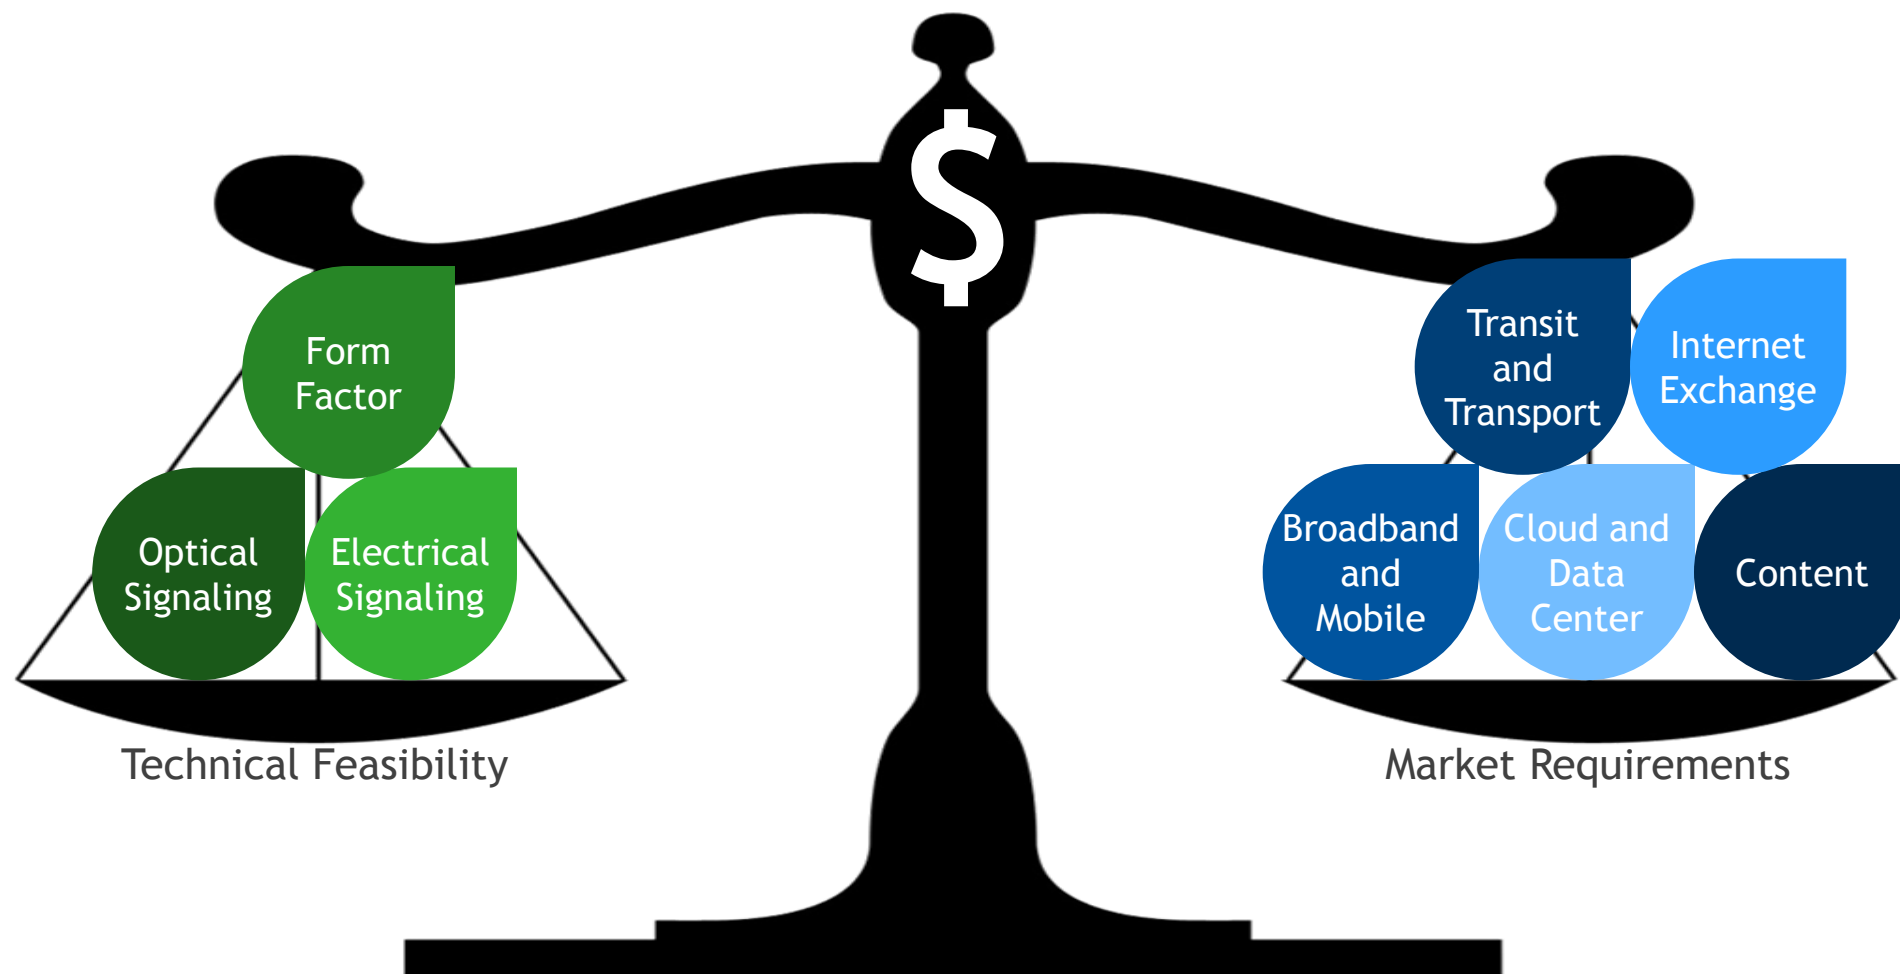 $
Form
Factor
Optical
Signaling
Electrical
Signaling
Technical Feasibility
Transit
and
Transport
Internet
Exchange
Broadband
and
Mobile
Cloud and
Data
Center
Content
Market Requirements